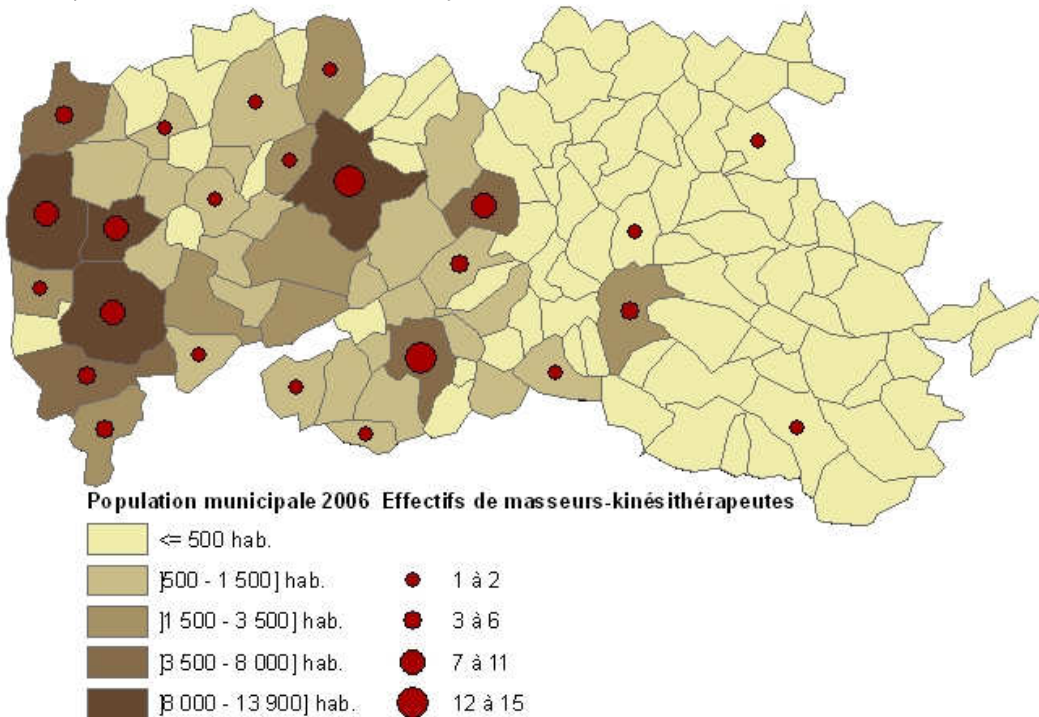 Population municipale 2006 Effectifs de masseurs-kinésithérapeutes
<= 500 hab.
]500 - 1 500] hab. 1 à 2
]1 500 - 3 500] hab. 3 à 6
]3 500 - 8 000] hab. 7 à 11
]8 000 - 13 900] hab. 12 à 15